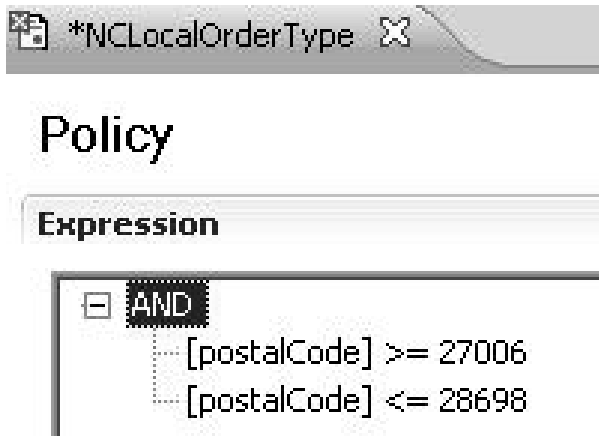 *NCLocalOrderType
Policy
Expression
AND
[postalCode] >= 27006
[postalCode] <= 28698